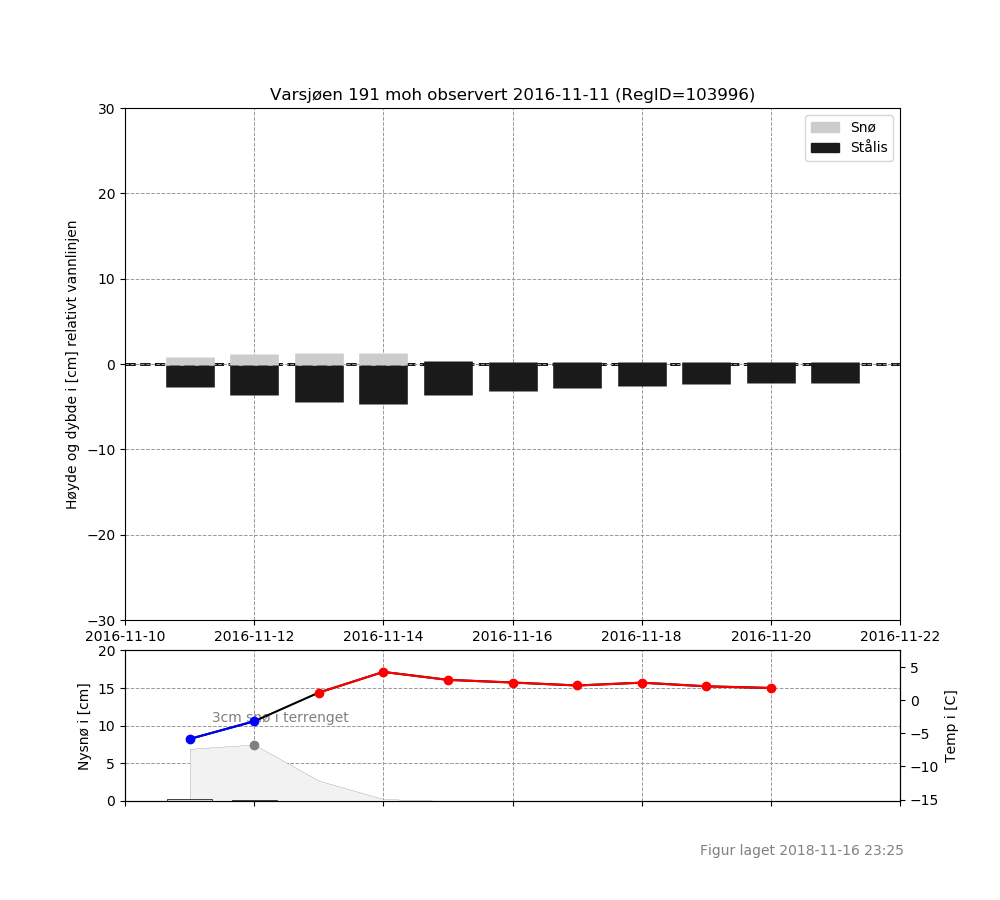 Varsjøen 191 moh observert 2016-11-11 (RegID=103996)
Snø
Stålis
Høyde og dybde i [cm] relativt vannlinjen
30
20
10
0
−10
−20
−30
2016-11-10 2016-11-12 2016-11-14 2016-11-16 2016-11-18 2016-11-20 2016-11-22
Nysnø i [cm]
20
15
10
5
0
3cm snø i terrenget
5
0
−5
−10
−15
Temp i [C]
Figur laget 2018-11-16 23:25